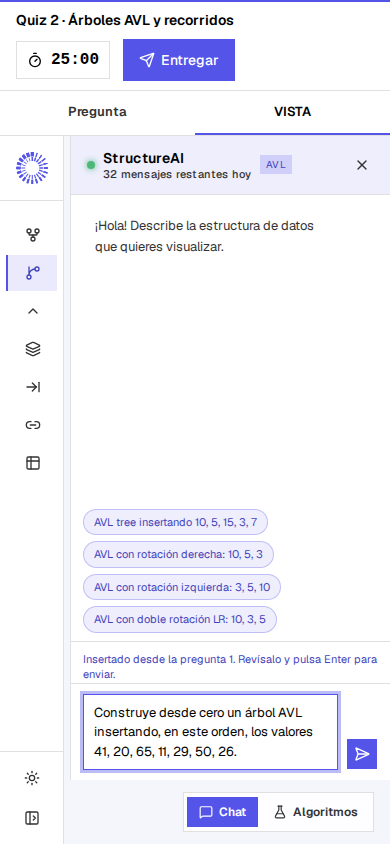 Quiz 2 · Árboles AVL y recorridos
25:00
Entregar
Pregunta
VISTA
StructureAI
32 mensajes restantes hoy
AVL
¡Hola! Describe la estructura de datos
que quieres visualizar.
AVL tree insertando 10, 5, 15, 3, 7
AVL con rotación derecha: 10, 5, 3
AVL con rotación izquierda: 3, 5, 10
AVL con doble rotación LR: 10, 3, 5
Insertado desde la pregunta 1. Revísalo y pulsa Enter para
enviar.
Construye desde cero un árbol AVL
insertando, en este orden, los valores
41, 20, 65, 11, 29, 50, 26.
Chat
Algoritmos